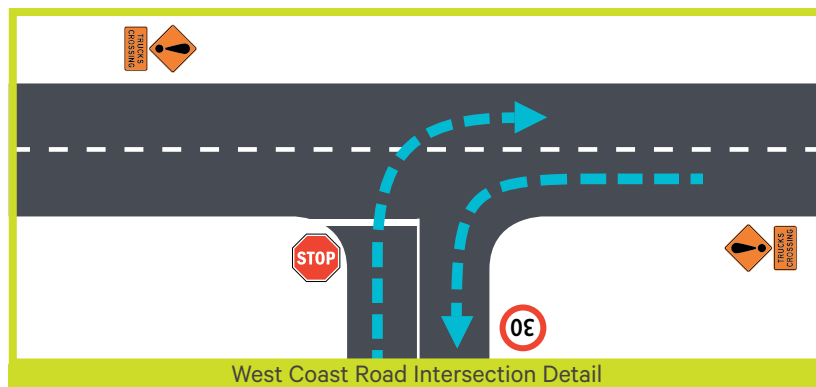 TRUCKS
CROSSING
STOP
TRUCKS
CROSSING
30
West Coast Road Intersection Detail